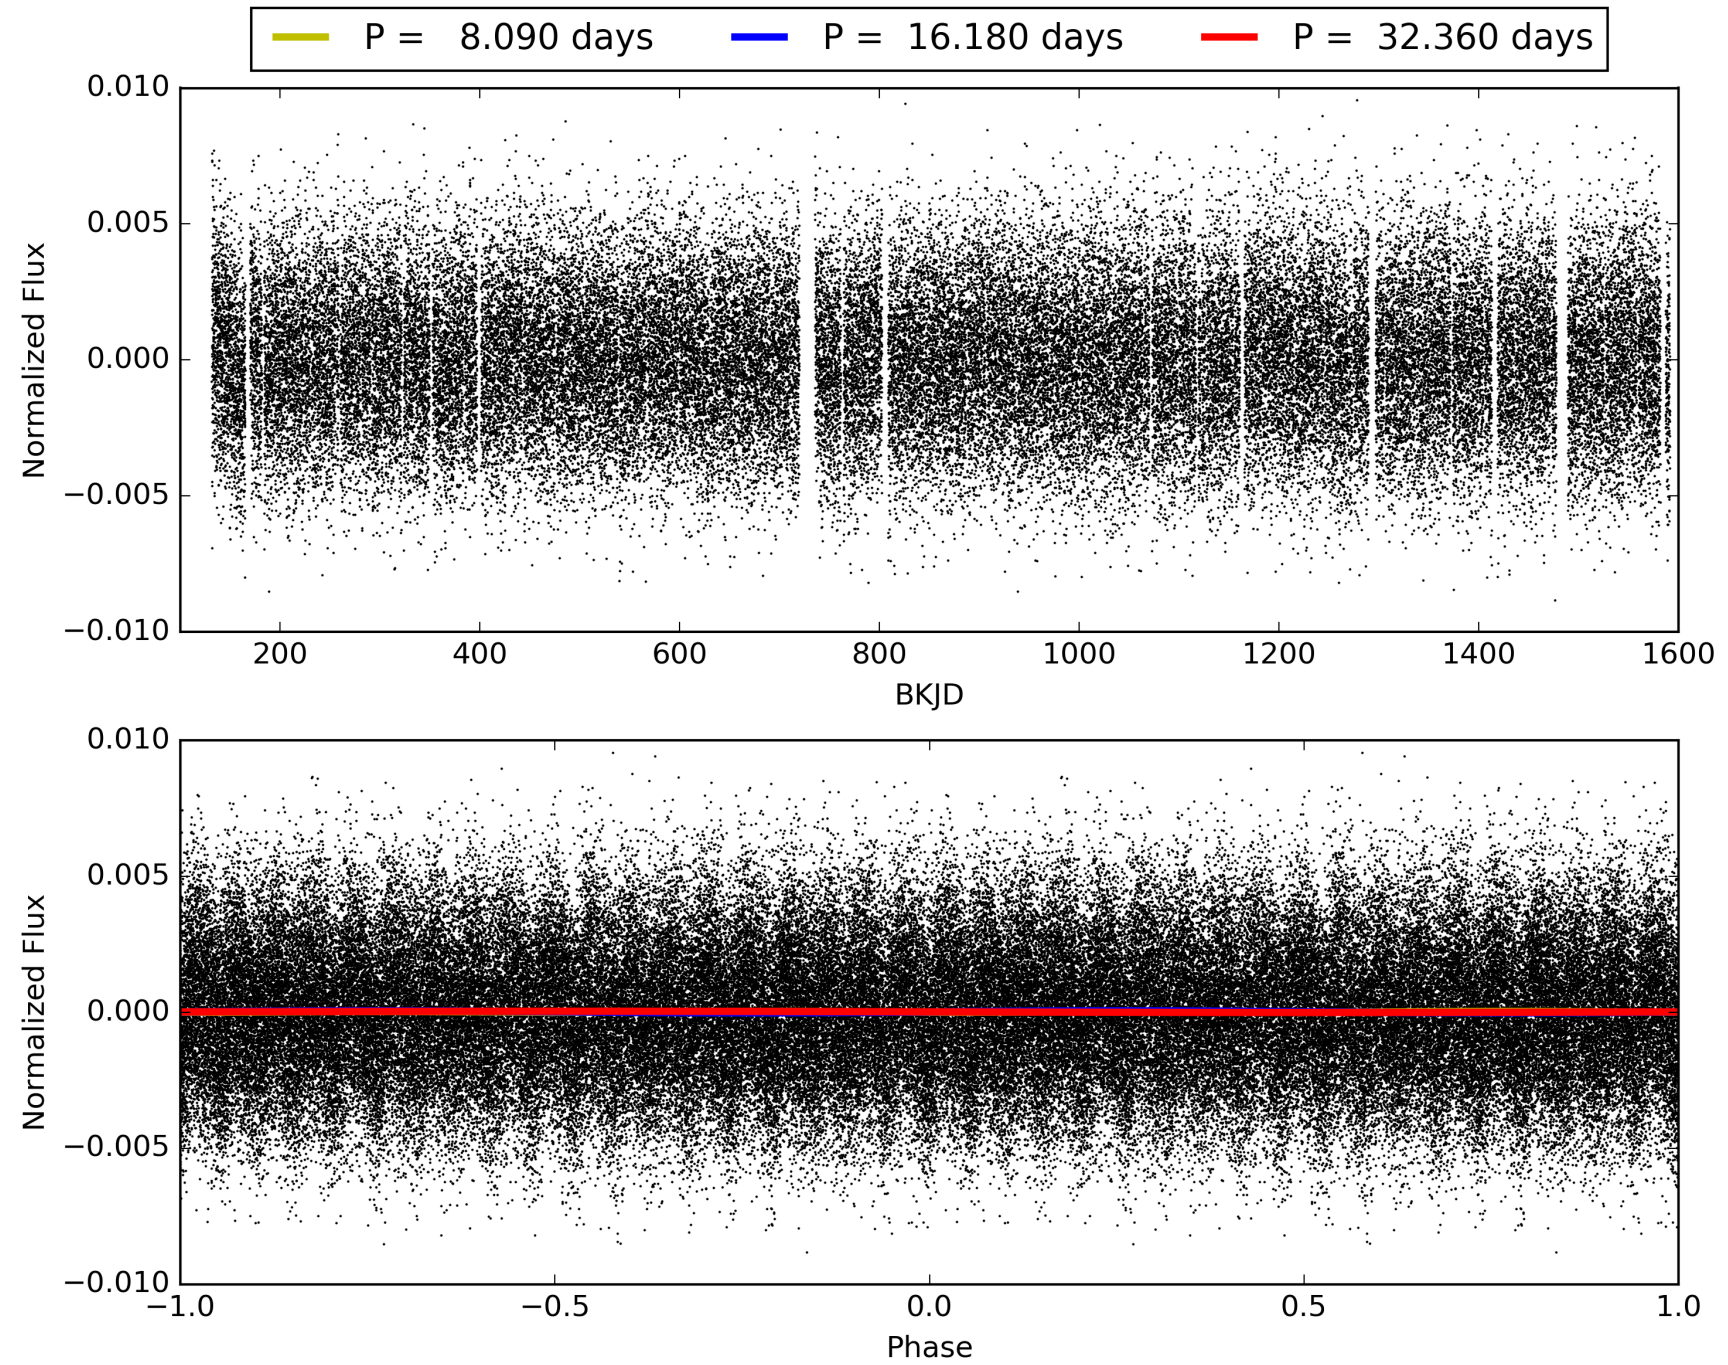 P = 8.090 days P = 16.180 days P = 32.360 days
0.010
0.005
0.000
−0.005
−0.010
Normalized Flux
200 400 600 800 1000 1200 1400 1600
BKJD
0.010
0.005
0.000
−0.005
−0.010
Normalized Flux
−1.0 −0.5 0.0 0.5 1.0
Phase